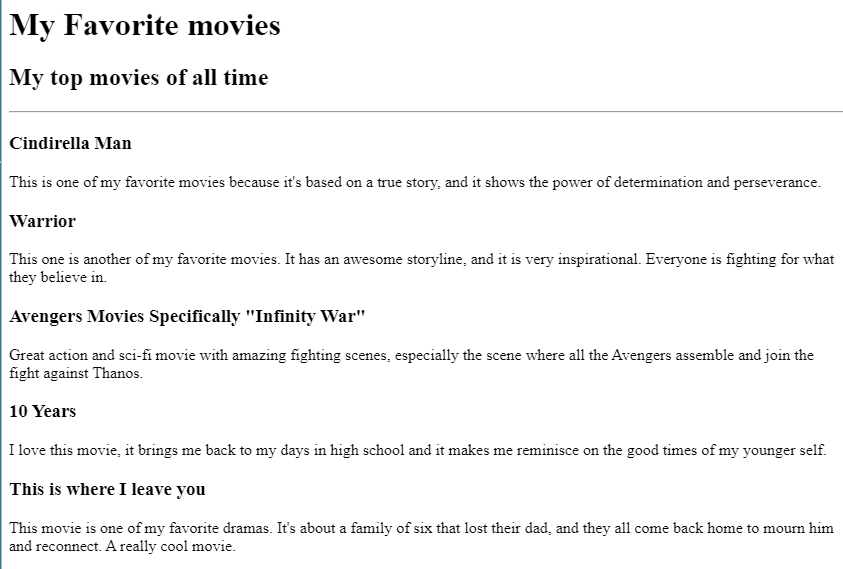 My Favorite movies
My top movies of all time
Cindirella Man
This is one of my favorite movies because it's based on a true story, and it shows the power of determination and perseverance.
Warrior
This one is another of my favorite movies. It has an awesome storyline, and it is very inspirational. Everyone is fighting for what
they believe in.
Avengers Movies Specifically "Infinity War"
Great action and sci-fi movie with amazing fighting scenes, especially the scene where all the Avengers assemble and join the
fight against Thanos.
10 Years
I love this movie, it brings me back to my days in high school and it makes me reminisce on the good times of my younger self.
This is where I leave you
This movie is one of my favorite dramas. It's about a family of six that lost their dad, and they all come back home to mourn him
and reconnect. A really cool movie.